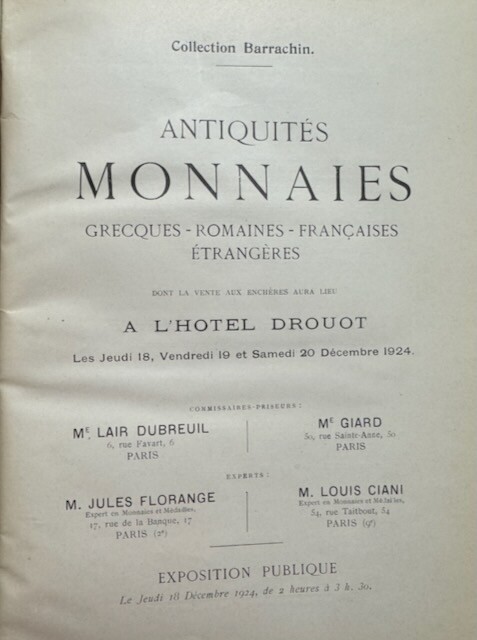 Collection Barrachin.
ANTIQUITÉS
MONNAIES
GRECQUES - ROMAINES - FRANÇAISES
ÉTRANGÈRES
DONT LA VENTE AUX ENCHÈRES AURA LIEU
A L'HOTEL DROUOT
Les Jeudi 18, Vendredi 19 et Samedi 20 Décembre 1924.
COMMISSAIRES-PRISEURS :
Mᴱ. LAIR DUBREUIL
6, rue Favart, 6
PARIS
Mᴱ GIARD
50, rue Sainte-Anne, 50
PARIS
EXPERTS :
M. JULES FLORANGE
Expert en Monnaies et Médailles,
17, rue de la Banque, 17
PARIS (2ᵉ)
M. LOUIS CIANI
Expert en Monnaies et Médailles,
54, rue Taitbout, 54
PARIS (9ᵉ)
EXPOSITION PUBLIQUE
Le Jeudi 18 Décembre 1924, de 2 heures à 3 h. 30.